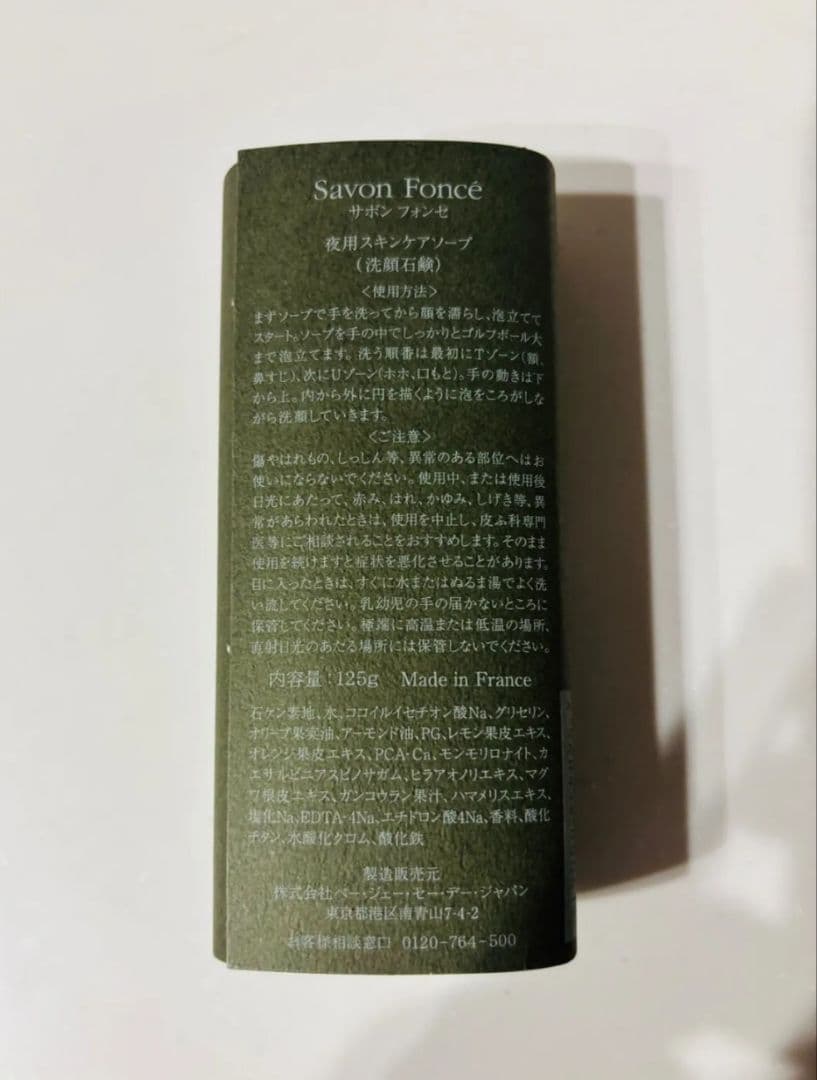 Savon Foncé
サボン フォンセ
夜用スキンケアソープ
(洗顔石鹸)
<使用方法>
まずソープで手を洗ってから顔を濡らし、泡立てて
スタート。ソープを手の中でしっかりとゴルフボール大
まで泡立てます。洗う順番は最初にTゾーン(額、
鼻すじ)、次にUゾーン(ホホ、口もと)。手の動きは下
から上。内から外に円を描くように泡をころがしな
がら洗顔していきます。
<ご注意>
傷やはれもの、しっしん等、異常のある部位へはお
使いにならないでください。使用中、または使用後
日光にあたって、赤み、はれ、かゆみ、しげき等、異
常があらわれたときは、使用を中止し、皮ふ科専門
医等にご相談されることをおすすめします。そのまま
使用を続けますと症状を悪化させることがあります。
目に入ったときは、すぐに水またはぬるま湯でよく洗
い流してください。乳幼児の手の届かないところに
保管してください。極端に高温または低温の場所、
直射日光のあたる場所には保管しないでください。
内容量:125g Made in France
石ケン素地、水、ココイルイセチオン酸Na、グリセリン、
オリーブ果実油、アーモンド油、PG、レモン果皮エキス、
オレンジ果皮エキス、PCA・Ca、モンモリロナイト、カ
エサルピニアスピノサガム、ヒラアオノリエキス、マグ
ワ根皮エキス、ガンコウラン果汁、ハマメリスエキス、
塩化Na、EDTA-4Na、エチドロン酸4Na、香料、酸化
チタン、水酸化クロム、酸化鉄
製造販売元
株式会社ベー・ジェー・セー・デー・ジャパン
東京都港区南青山7-4-2
お客様相談窓口 0120-764-500